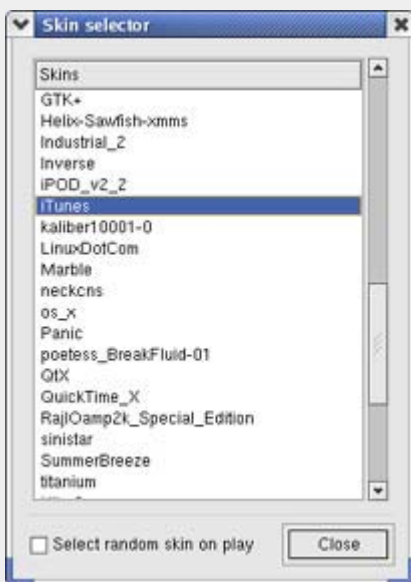 Skin selector
Skins
GTK+
Helix-Sawfish-xmms
Industrial_2
Inverse
iPOD_v2_2
iTunes
kaliber10001-0
LinuxDotCom
Marble
neckcns
os_x
Panic
poetess_BreakFluid-01
QtX
QuickTime_X
RajlOamp2k_Special_Edition
sinistar
SummerBreeze
titanium
Select random skin on play
Close